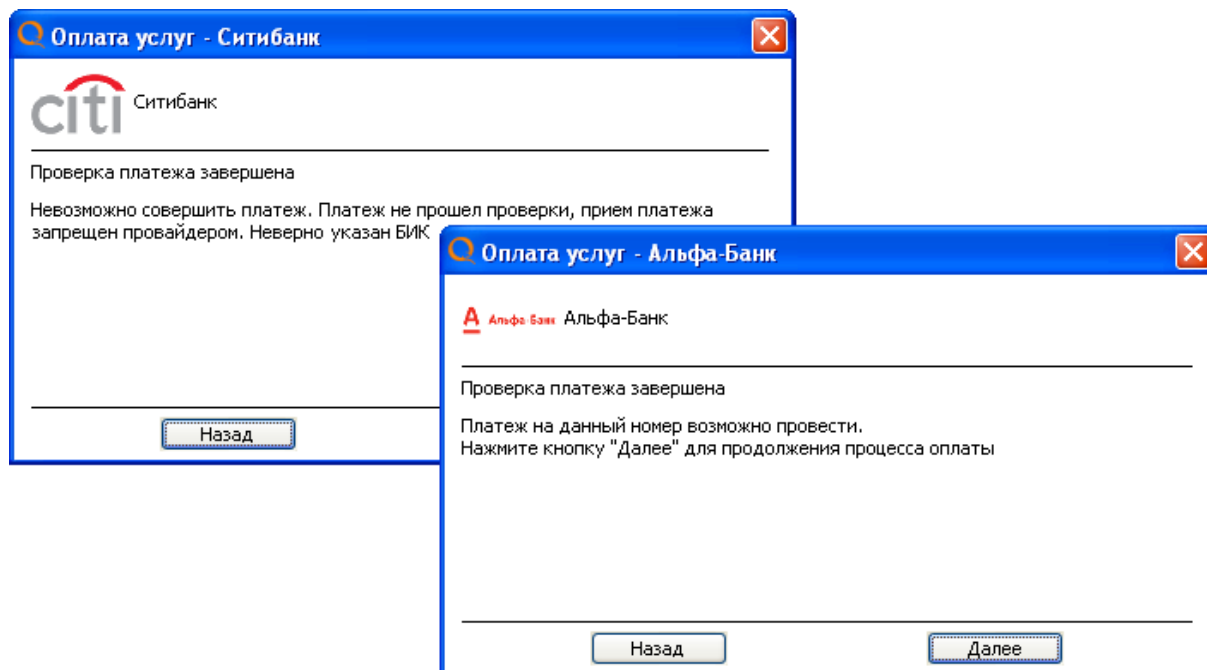 Оплата услуг - Ситибанк
citi Ситибанк
Проверка платежа завершена
Невозможно совершить платеж. Платеж не прошел проверки, прием платежа
запрещен провайдером. Неверно указан БИК
Назад
Оплата услуг - Альфа-Банк
А Альфа-Банк Альфа-Банк
Проверка платежа завершена
Платеж на данный номер возможно провести.
Нажмите кнопку "Далее" для продолжения процесса оплаты
Назад Далее